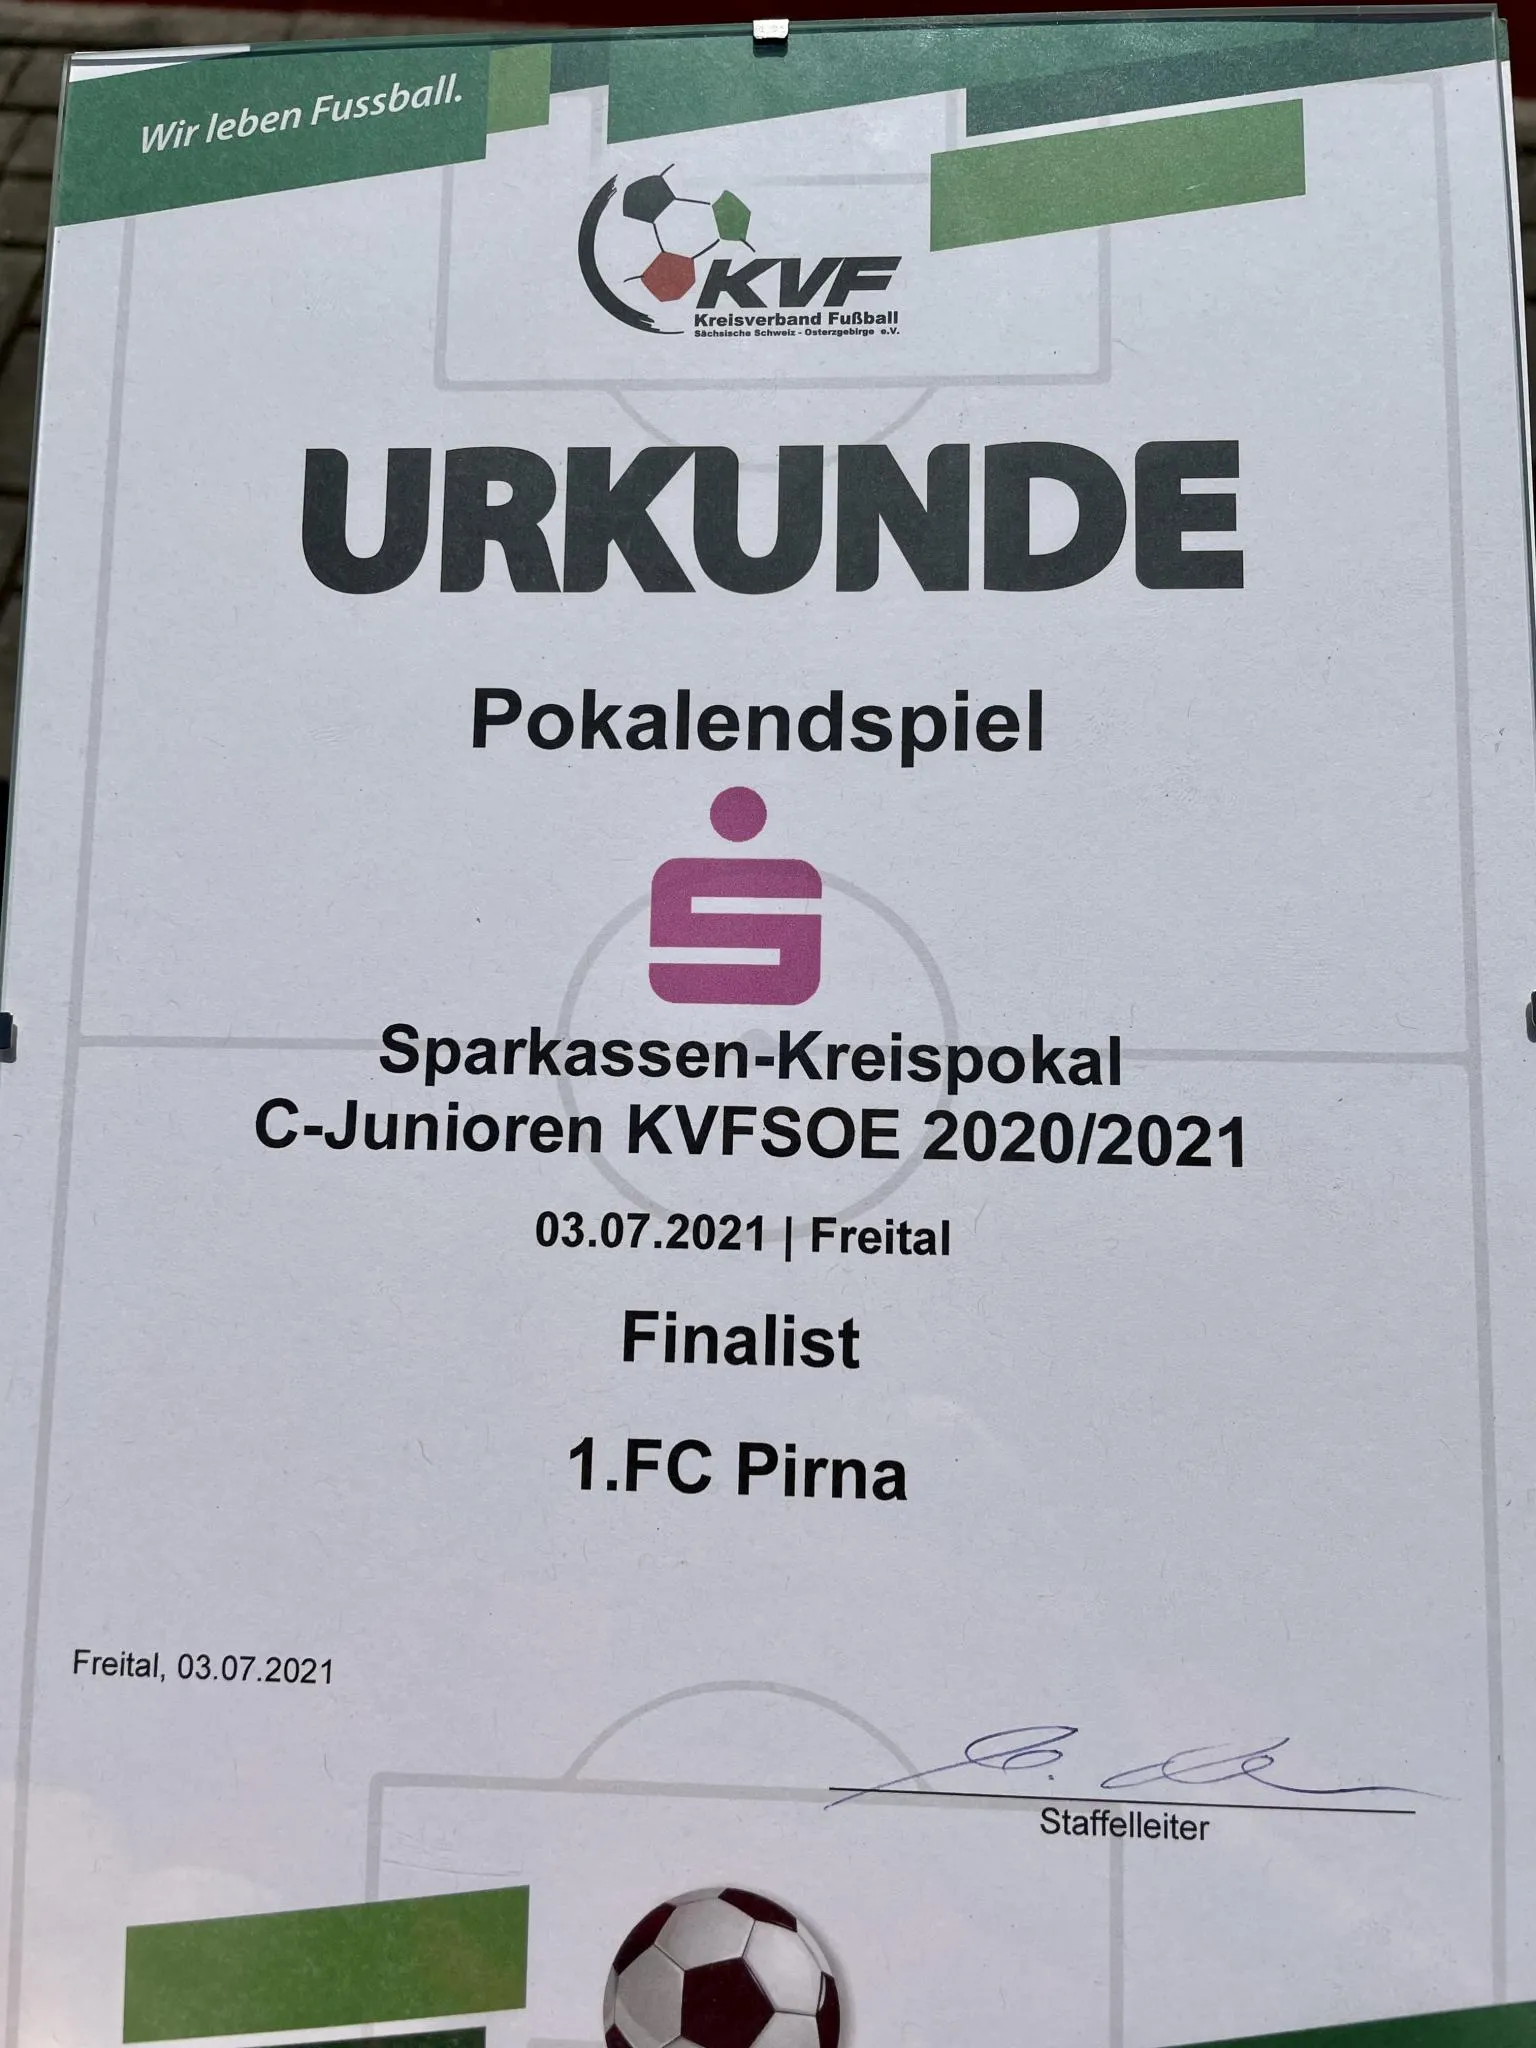 Wir leben Fussball.
KVF
Kreisverband Fußball
Sächsische Schweiz - Osterzgebirge e.V.
URKUNDE
Pokalendspiel
Sparkassen-Kreispokal
C-Junioren KVFSOE 2020/2021
03.07.2021 | Freital
Finalist
1.FC Pirna
Freital, 03.07.2021
Staffelleiter